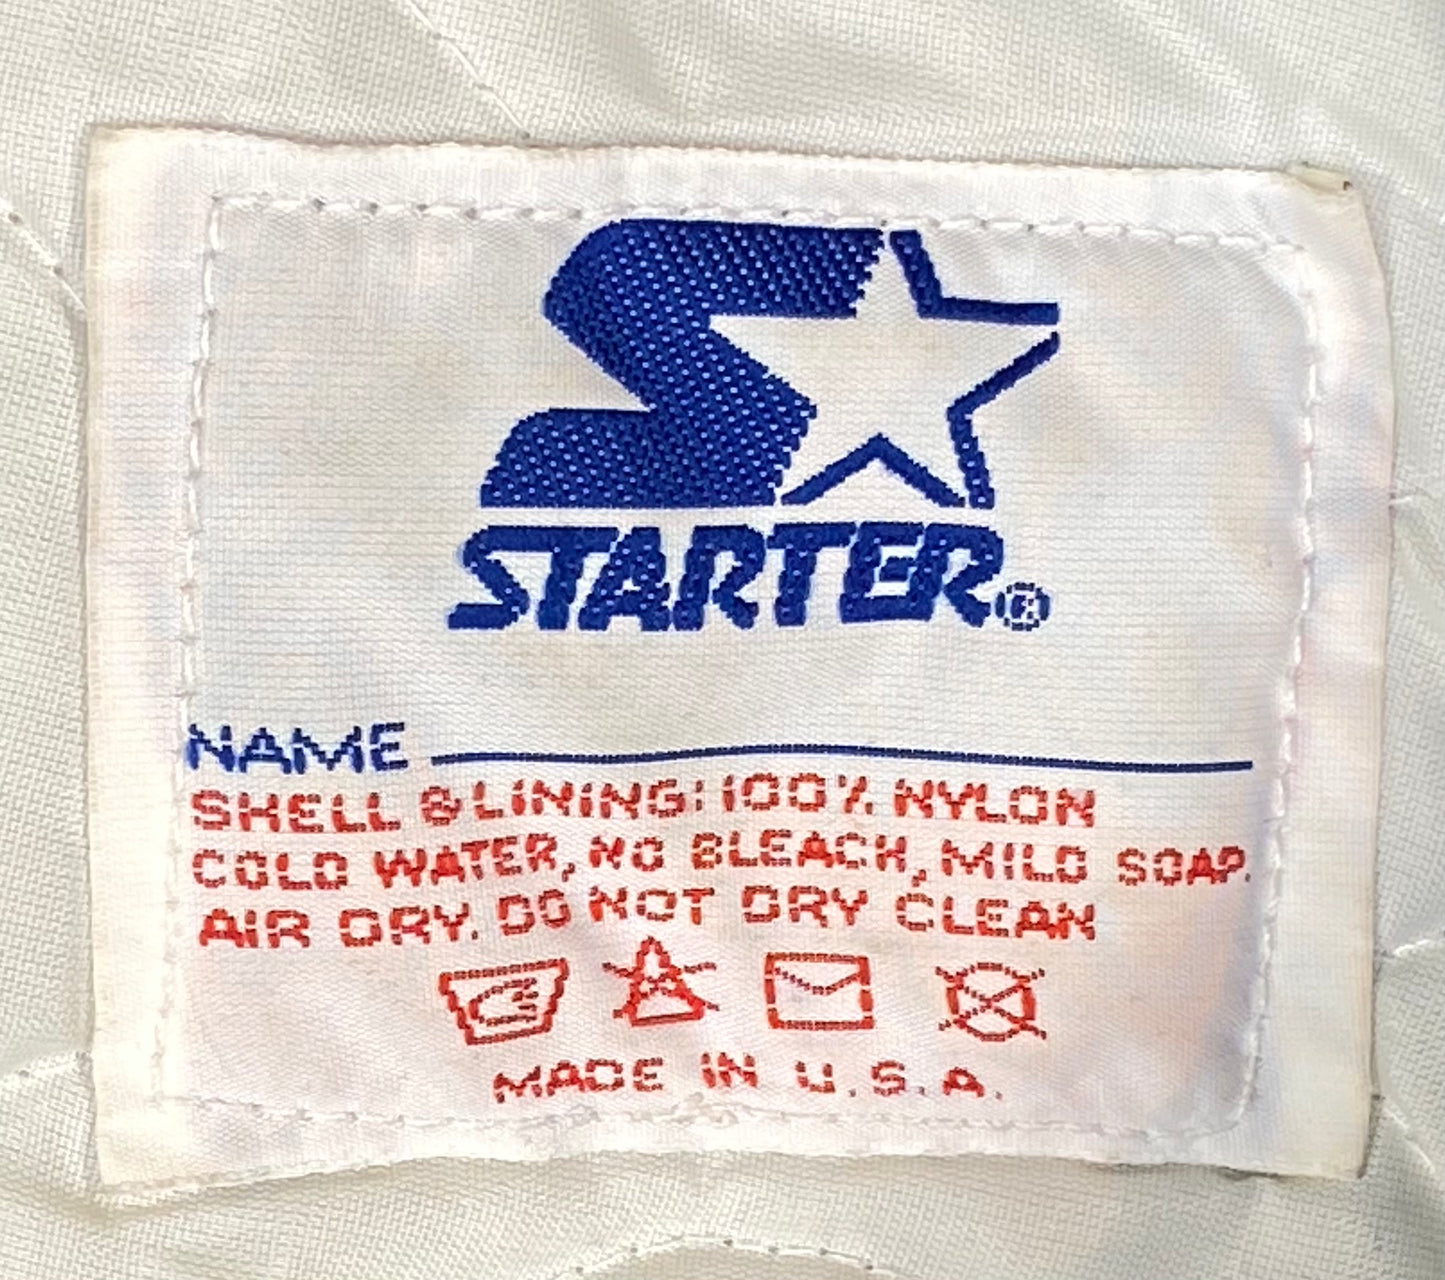 STARTER®
NAME
SHELL & LINING: 100% NYLON
COLD WATER, NO BLEACH, MILD SOAP.
AIR DRY. DO NOT DRY CLEAN
MADE IN U.S.A.